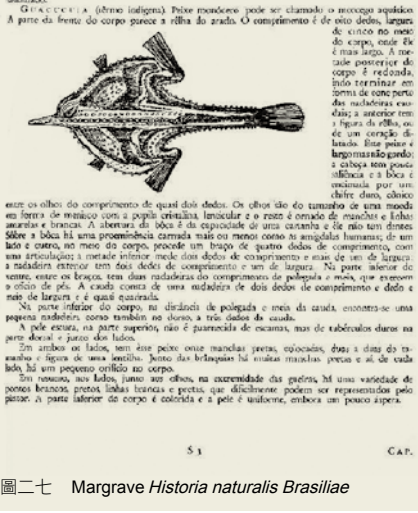 GUACUCUIA (têrmo indígena). Peixe monócero pode ser chamado o morcego aquático.
A parte da frente do corpo parece a rêlha do arado. O comprimento é de oito dedos, largura
de cinco no meio
do corpo, onde êle
é mais largo. A me-
tade posterior do
corpo é redonda,
indo terminar em
forma de cone perto
das nadadeiras cau-
dais; a anterior tem
a figura da rêlha, ou
de um coração di-
latado. Este peixe é
largo mas não gordo;
a cabeça tem pouca
saliência e a bôca é
encimada por um
chifre duro, cônico
entre os olhos do comprimento de quasi dois dedos. Os olhos são do tamanho de uma moeda
em forma de menisco com a pupila cristalina, lenticular e o resto é ornado de manchas e linhas
amarelas e brancas. A abertura da bôca é da capacidade de uma castanha e êle não tem dentes
Sôbre a bôca há uma proeminência carnuda mais ou menos como as amígdalas humanas; de um
lado e outro, no meio do corpo, procede um braço de quatro dedos de comprimento, com
uma articulação; a metade inferior mede dois dedos de comprimento e mais de um de largura;
a nadadeira exterior tem dois dedos de comprimento e um de largura. Na parte inferior do
ventre, entre os braços, tem duas nadadeiras do comprimento de polegada e meia, que exercem
o ofício de pés. A cauda consta de uma nadadeira de dois dedos de comprimento e dedo e
meio de largura e é quasi quadrada.
Na parte inferior do corpo, na distância de polegada e meia da cauda, encontra-se uma
pequena nadadeira, como também no dorso, a três dedos da cauda.
A pele escura, na parte superior, não é guarnecida de escamas, mas de tubérculos duros na
parte dorsal e junto dos lados.
Em ambos os lados, tem êsse peixe onze manchas pretas, colocadas, duas a duas do ta-
manho e figura de uma lentilha. Junto das brânquias há muitas manchas pretas e aí de cada
lado, há um pequeno orifício no corpo.
Em resumo, nos lados, junto aos olhos, na extremidade das guelras, há uma variedade de
pontos brancos, pretos, linhas brancas e pretas, que dificilmente podem ser representados pelo
pintor. A parte inferior do corpo é colorida e a pele é uniforme, embora um pouco áspera.
S 3
CAP.
圖二七 Margrave Historia naturalis Brasiliae